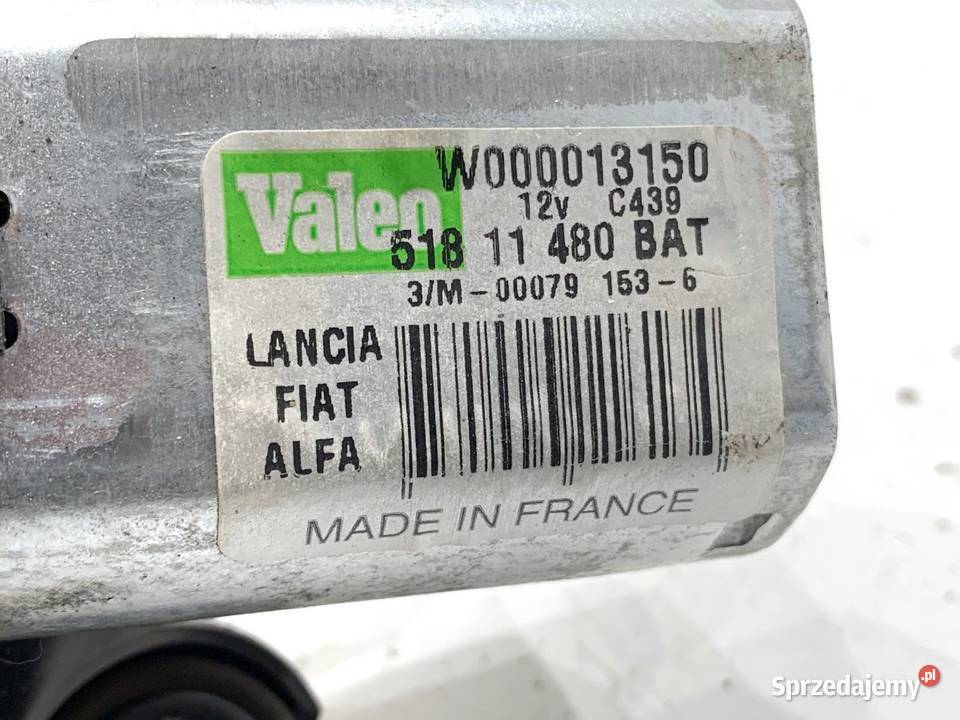 Valeo
W000013150
12v C439
518 11 480 BAT
3/M-00079 153-6
LANCIA
FIAT
ALFA
MADE IN FRANCE
Sprzedajemy.pl